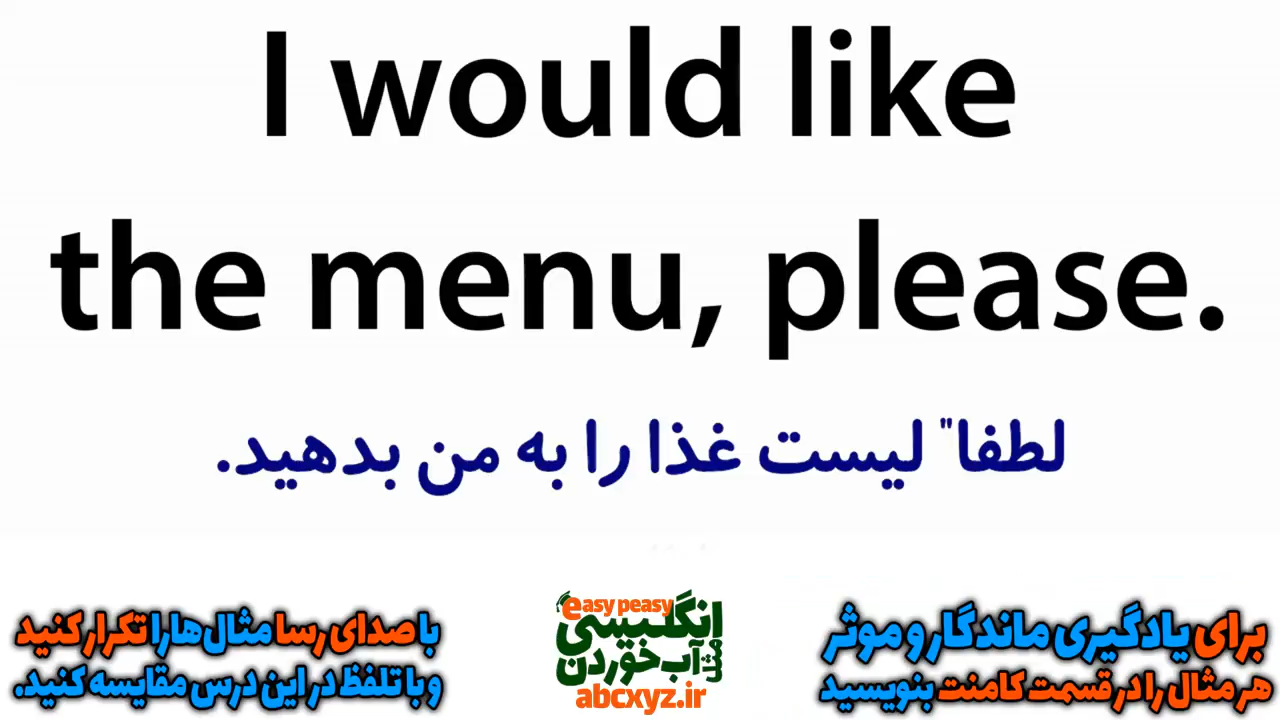 I would like
the menu, please.
لطفا" لیست غذا را به من بدهید.
برای یادگیری ماندگار و موثر
هر مثال را در قسمت کامنت بنویسید
easy peasy
انگلیسی
مثل آب خوردن
abcxyz.ir
با صدای رسا مثال‌ها را تکرار کنید
و با تلفظ در این درس مقایسه کنید.